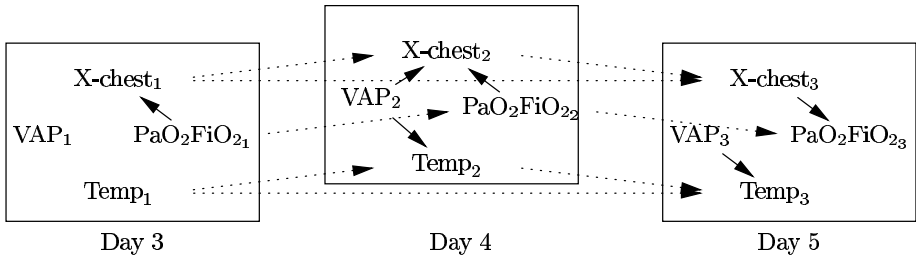 X-chest₁
VAP₁ PaO₂FiO₂₁
Temp₁
Day 3
X-chest₂
VAP₂
PaO₂FiO₂₂
Temp₂
Day 4
X-chest₃
VAP₃ PaO₂FiO₂₃
Temp₃
Day 5